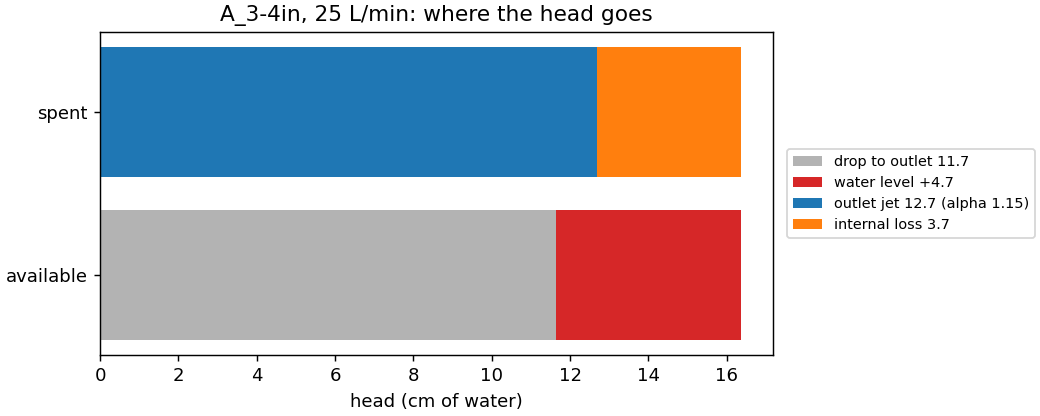 A_3-4in, 25 L/min: where the head goes
spent
available
0 2 4 6 8 10 12 14 16
head (cm of water)
drop to outlet 11.7
water level +4.7
outlet jet 12.7 (alpha 1.15)
internal loss 3.7